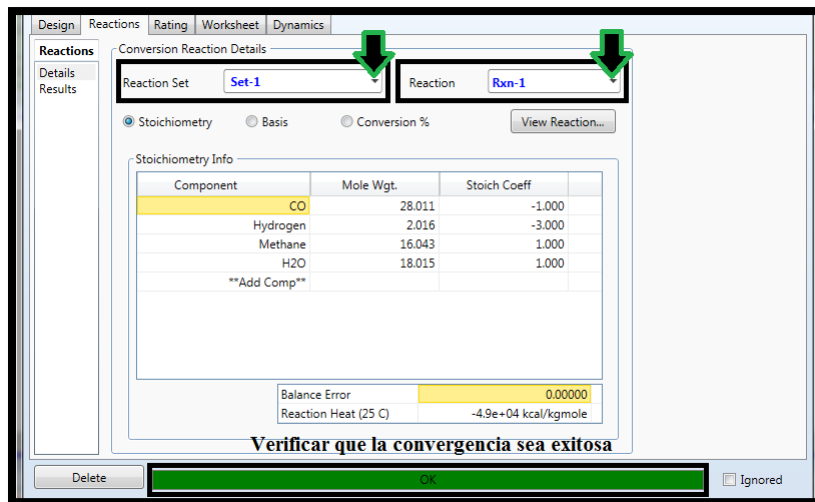 Design Reactions Rating Worksheet Dynamics
Reactions
Details
Results
Conversion Reaction Details
Reaction Set Set-1 Reaction Rxn-1
Stoichiometry Basis Conversion % View Reaction...
Stoichiometry Info
Component Mole Wgt. Stoich Coeff
CO 28.011 -1.000
Hydrogen 2.016 -3.000
Methane 16.043 1.000
H2O 18.015 1.000
**Add Comp**
Balance Error 0.00000
Reaction Heat (25 C) -4.9e+04 kcal/kgmole
Verificar que la convergencia sea exitosa
Delete OK Ignored